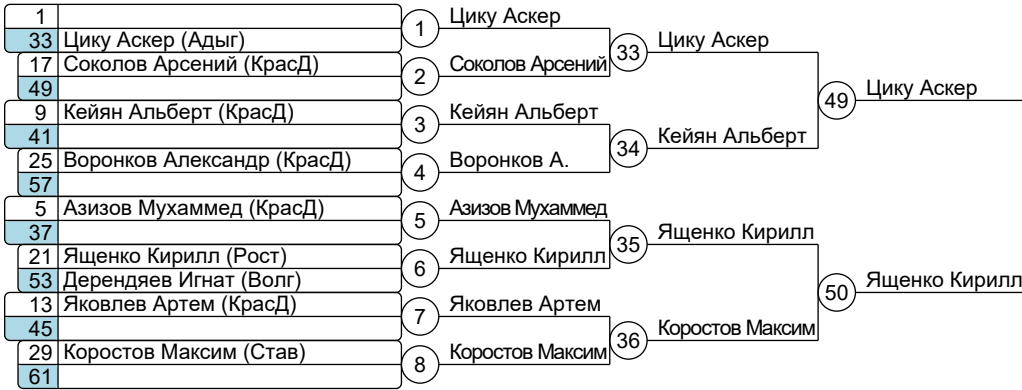 1
33 Цику Аскер (Адыг)
17 Соколов Арсений (КрасД)
49
9 Кейян Альберт (КрасД)
41
25 Воронков Александр (КрасД)
57
5 Азизов Мухаммед (КрасД)
37
21 Ященко Кирилл (Рост)
53 Дерендяев Игнат (Волг)
13 Яковлев Артем (КрасД)
45
29 Коростов Максим (Став)
61
1 Цику Аскер
2 Соколов Арсений
3 Кейян Альберт
4 Воронков А.
5 Азизов Мухаммед
6 Ященко Кирилл
7 Яковлев Артем
8 Коростов Максим
33 Цику Аскер
34 Кейян Альберт
35 Ященко Кирилл
36 Коростов Максим
49 Цику Аскер
50 Ященко Кирилл